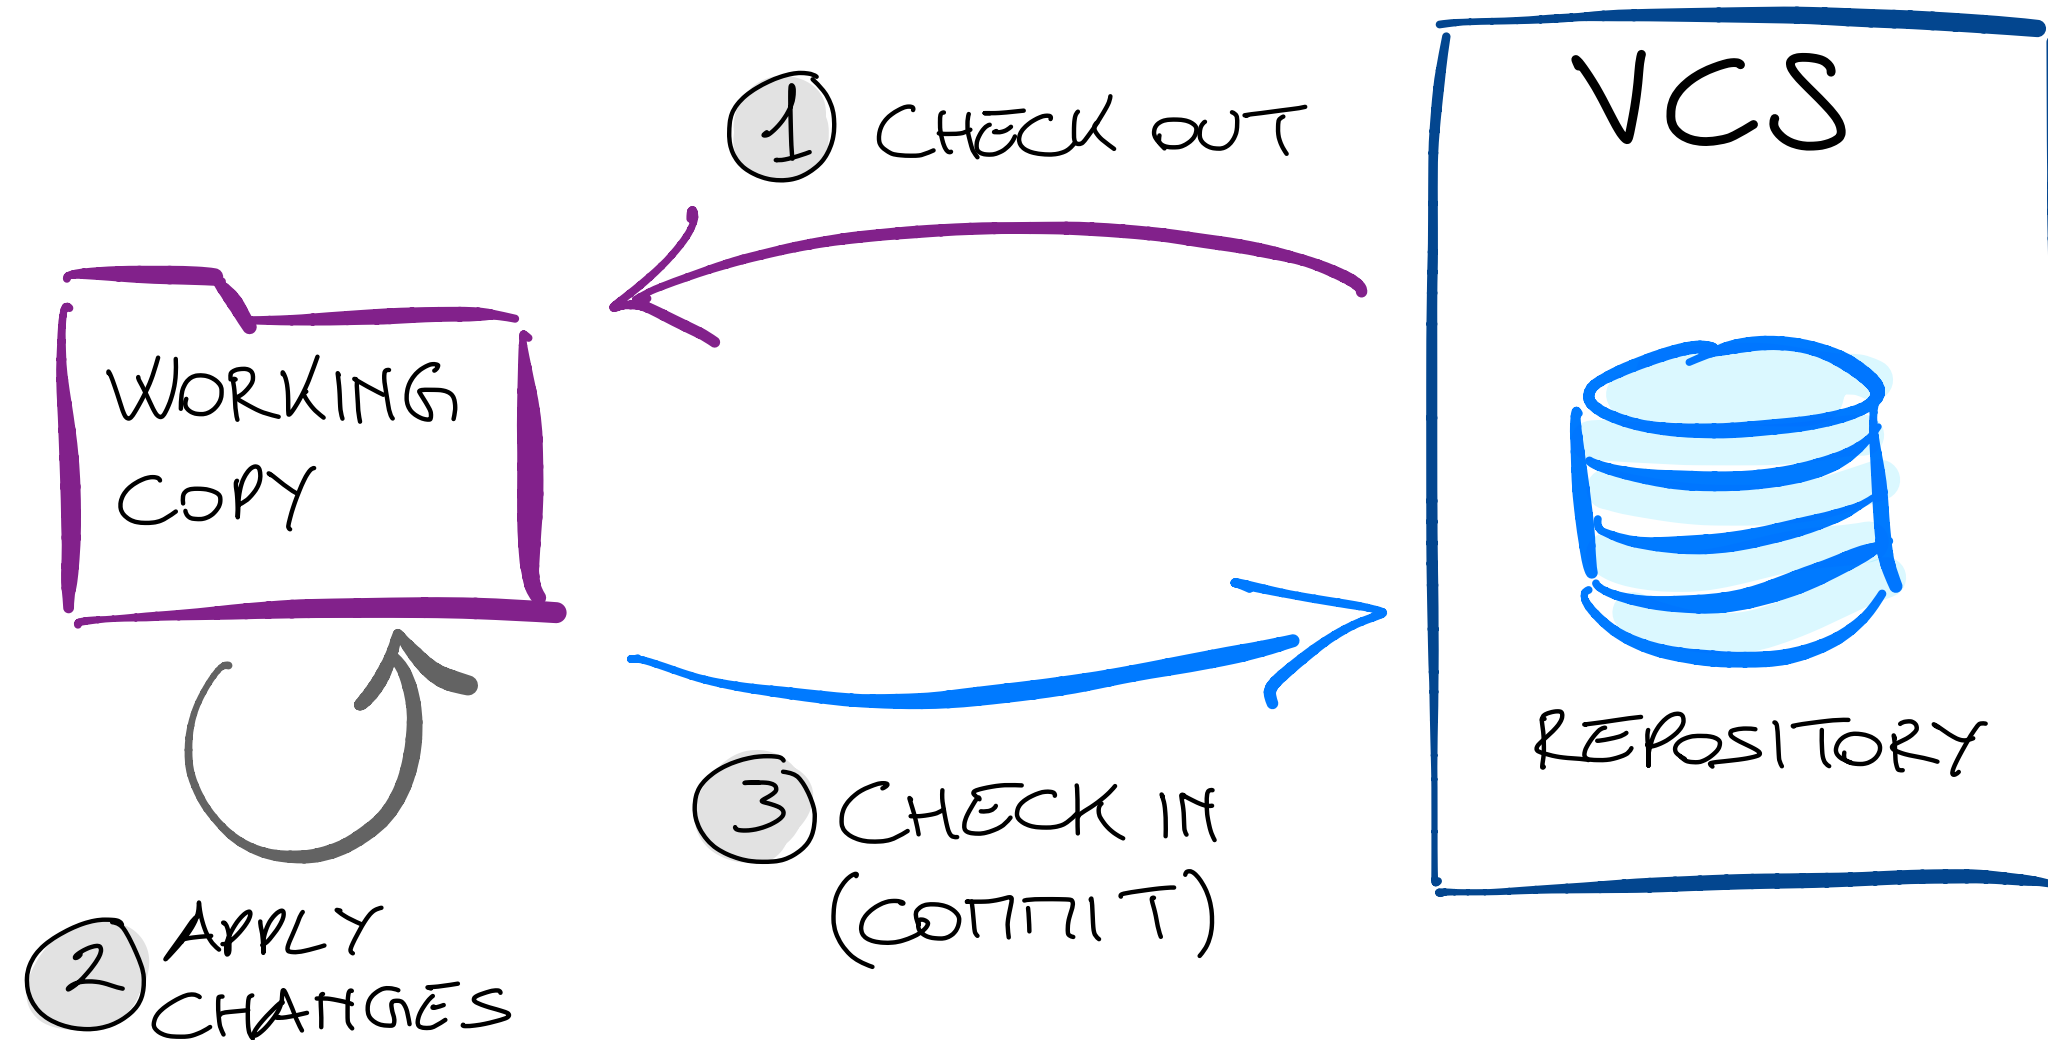 1 CHECK OUT
VCS
WORKING
COPY
REPOSITORY
3 CHECK IN
(COMMIT)
2 APPLY
CHANGES